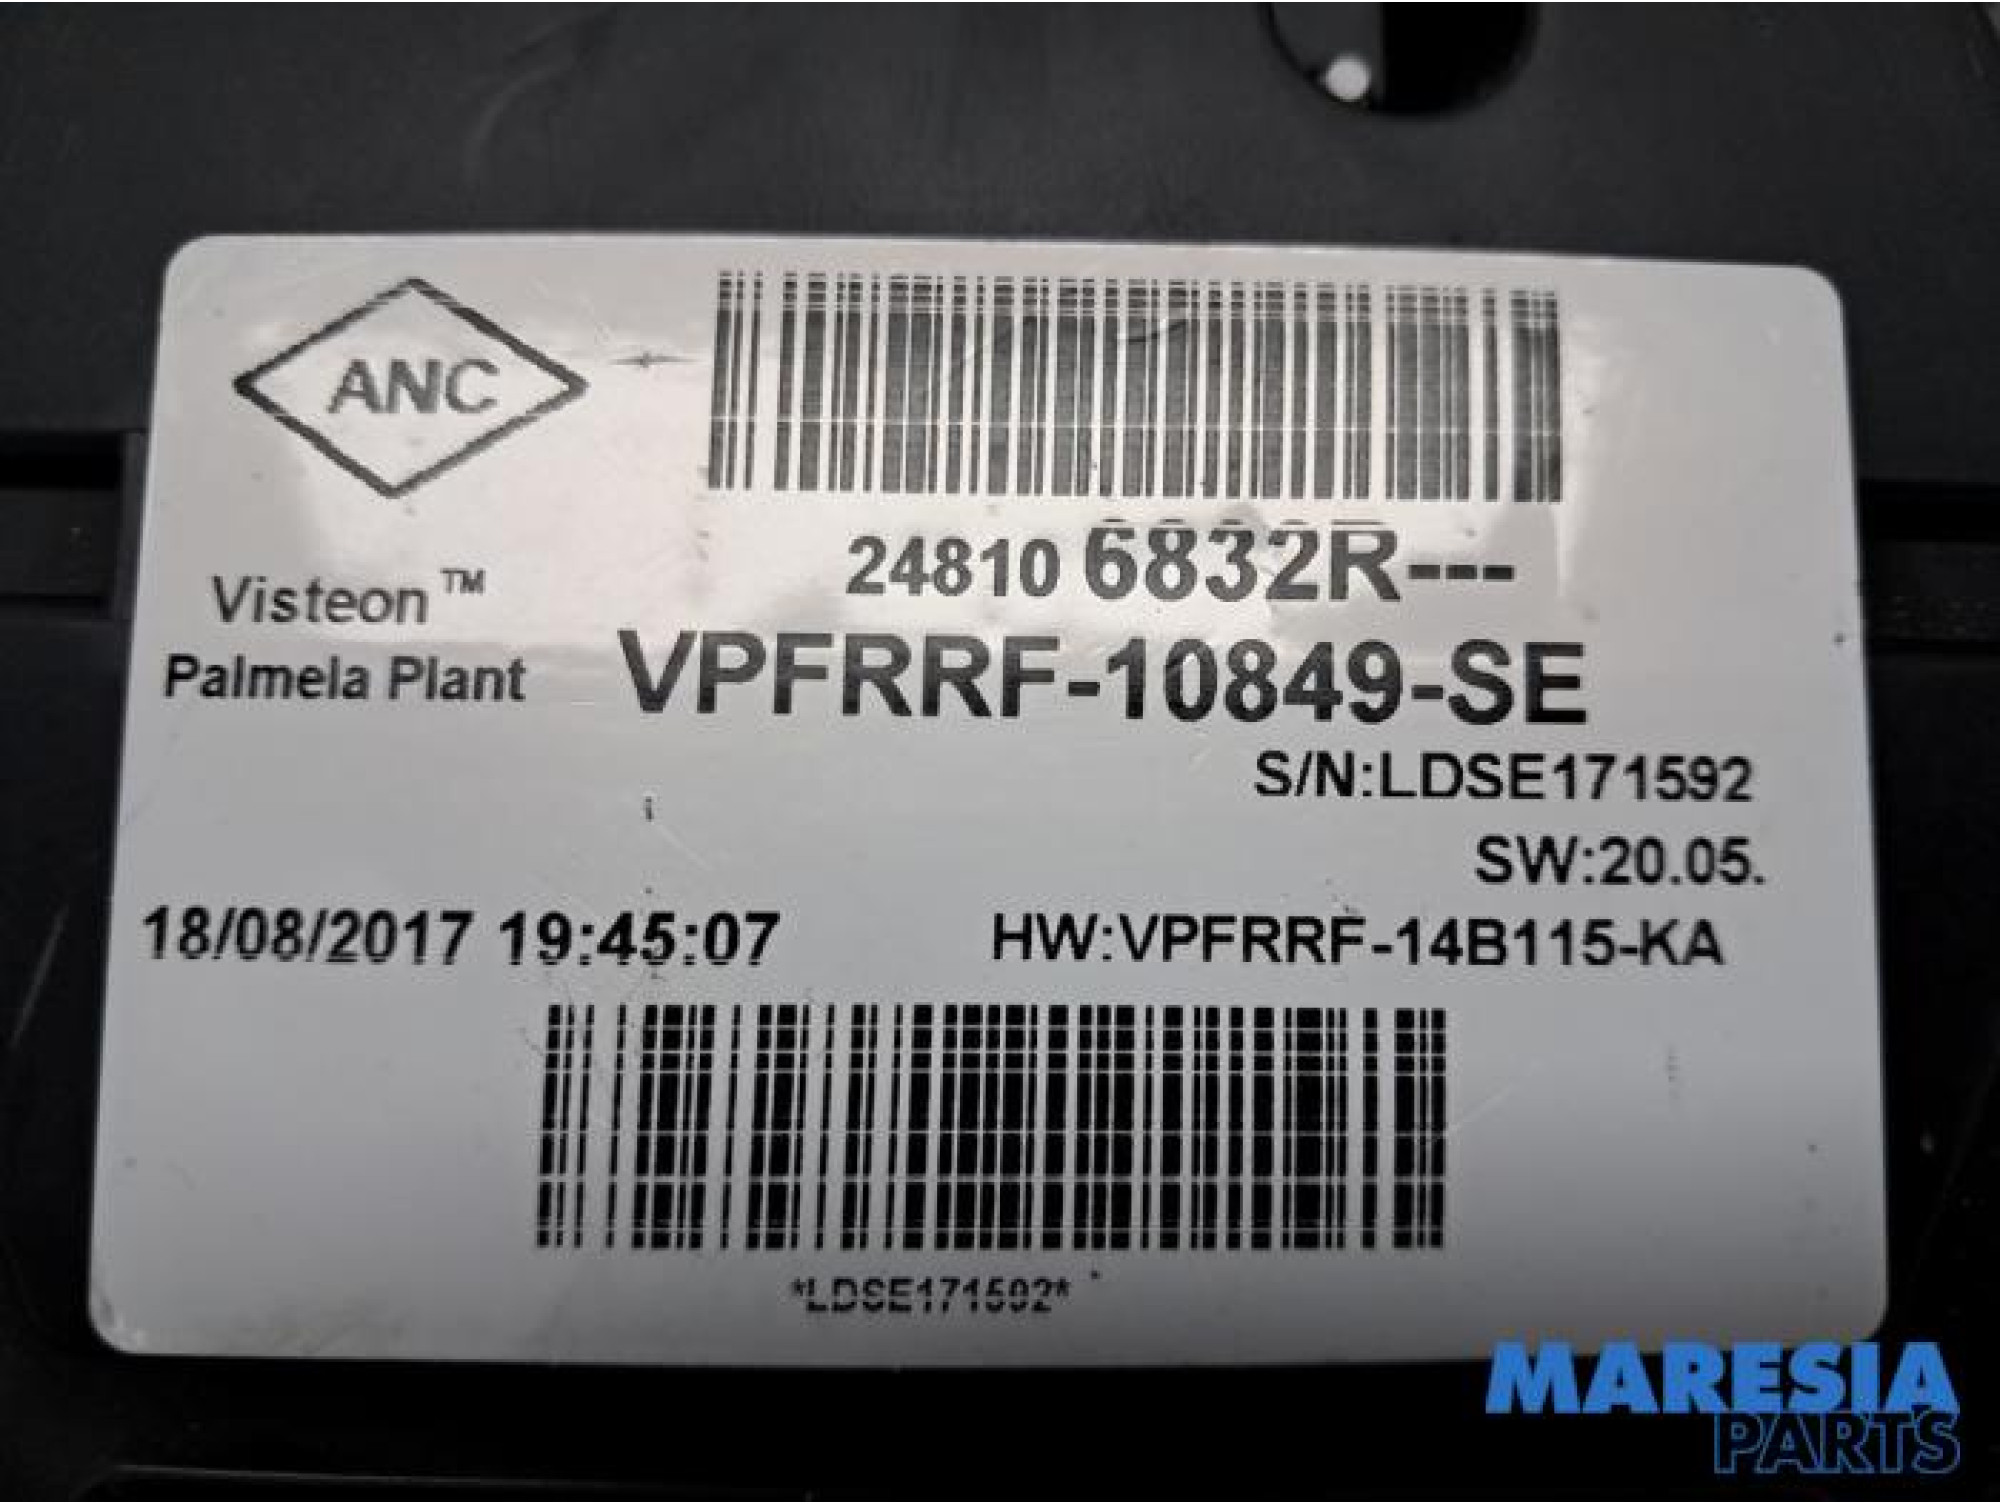 ANC
24810 6832R---
Visteon™
Palmela Plant
VPFRRF-10849-SE
S/N:LDSE171592
SW:20.05.
18/08/2017 19:45:07
HW:VPFRRF-14B115-KA
*LDSE171592*
MARESIA
PARTS